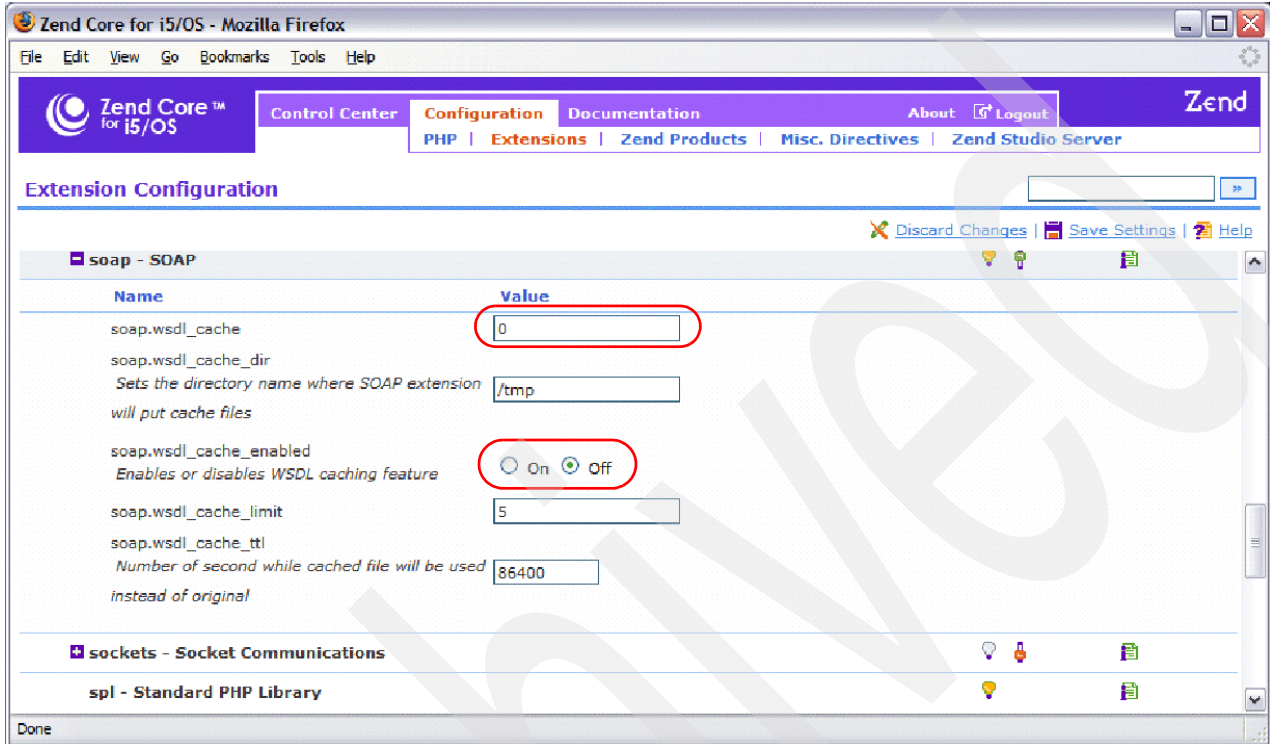 Zend Core for i5/OS - Mozilla Firefox
File Edit View Go Bookmarks Tools Help
Zend Core™ for i5/OS
Control Center Configuration Documentation About Logout
Zend
PHP | Extensions | Zend Products | Misc. Directives | Zend Studio Server
Extension Configuration
»
Discard Changes | Save Settings | Help
soap - SOAP
Name Value
soap.wsdl_cache 0
soap.wsdl_cache_dir
Sets the directory name where SOAP extension
/tmp
will put cache files
soap.wsdl_cache_enabled
On Off
Enables or disables WSDL caching feature
soap.wsdl_cache_limit 5
soap.wsdl_cache_ttl
Number of second while cached file will be used
86400
instead of original
sockets - Socket Communications
spl - Standard PHP Library
Done
hived